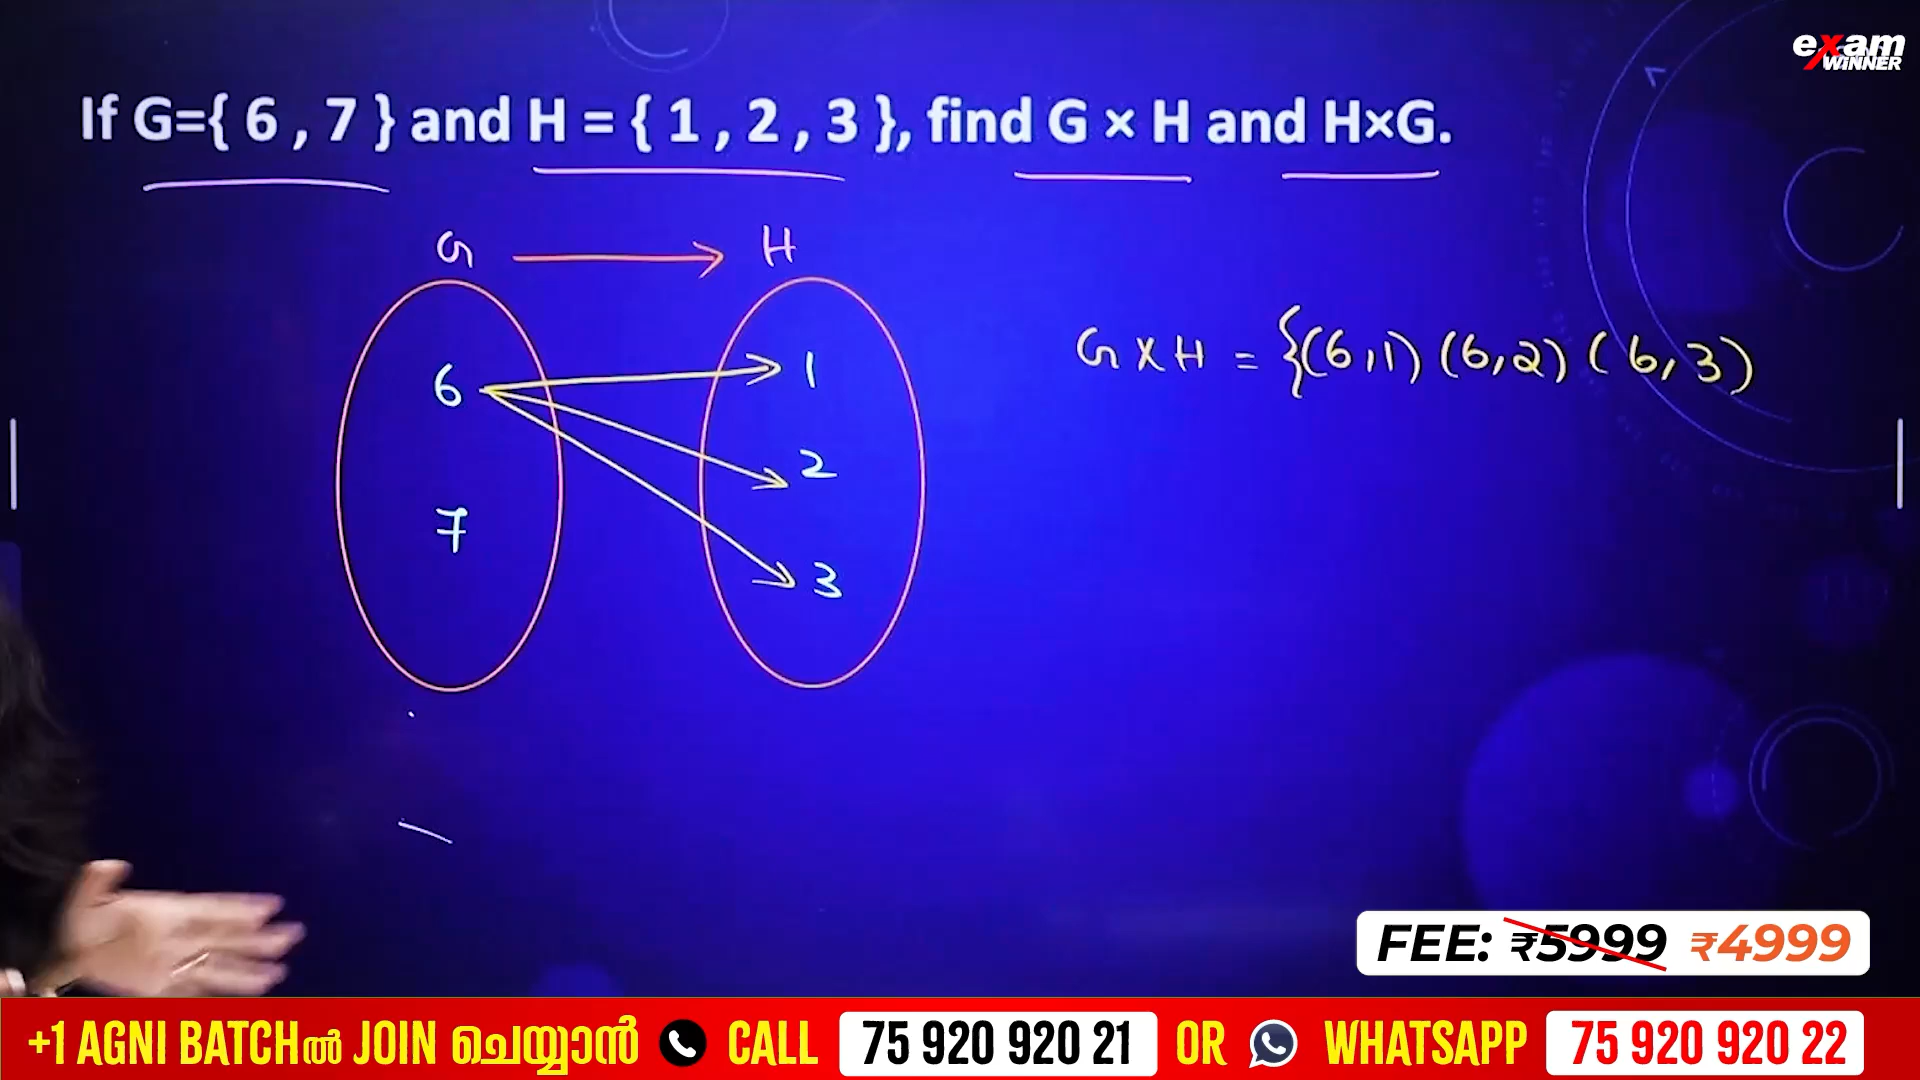 exam
WINNER
If G={ 6 , 7 } and H = { 1 , 2 , 3 }, find G × H and H×G.
G → H
6
7
1
2
3
G × H = {(6,1) (6,2) (6,3)
FEE: ₹5999 ₹4999
+1 AGNI BATCHൽ JOIN ചെയ്യാൻ CALL 75 920 920 21 OR WHATSAPP 75 920 920 22